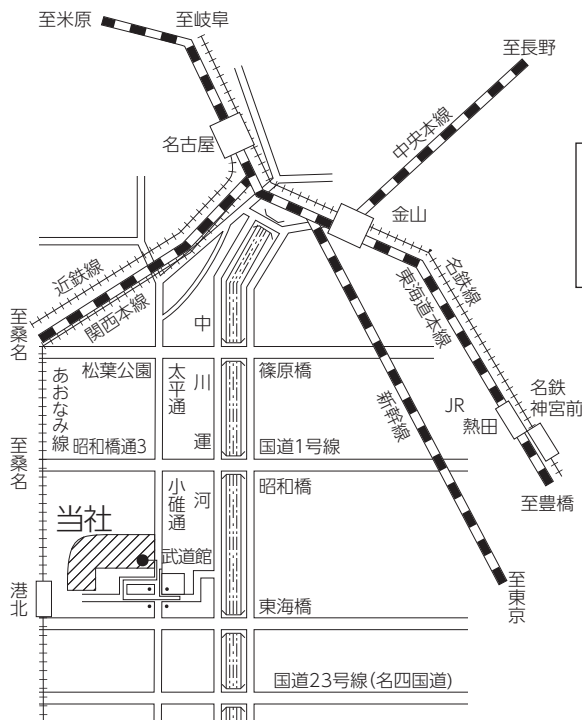 至米原
至岐阜
至長野
中央本線
名古屋
金山
近鉄線
関西本線
名鉄線
東海道本線
至桑名
あおなみ線
松葉公園
太平通
中川運河
篠原橋
新幹線
JR
熱田
名鉄
神宮前
昭和橋通3
国道1号線
至桑名
小碓通
昭和橋
至豊橋
当社
武道館
港北
東海橋
至東京
国道23号線(名四国道)